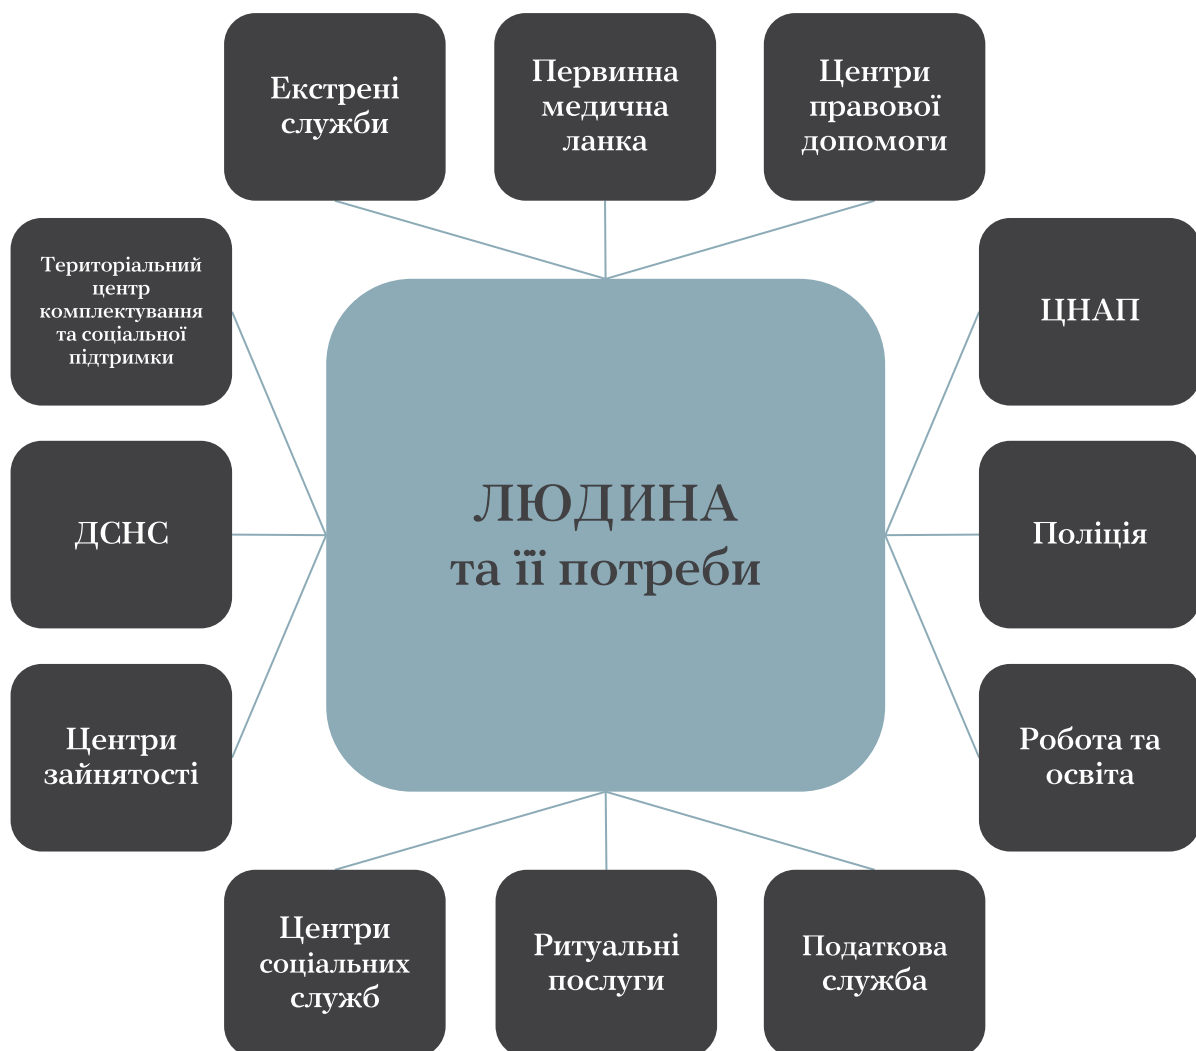 Екстрені
служби
Первинна
медична
ланка
Центри
правової
допомоги
Територіальний
центр
комплектування
та соціальної
підтримки
ЦНАП
ЛЮДИНА
та її потреби
ДСНС
Поліція
Центри
зайнятості
Робота та
освіта
Центри
соціальних
служб
Ритуальні
послуги
Податкова
служба